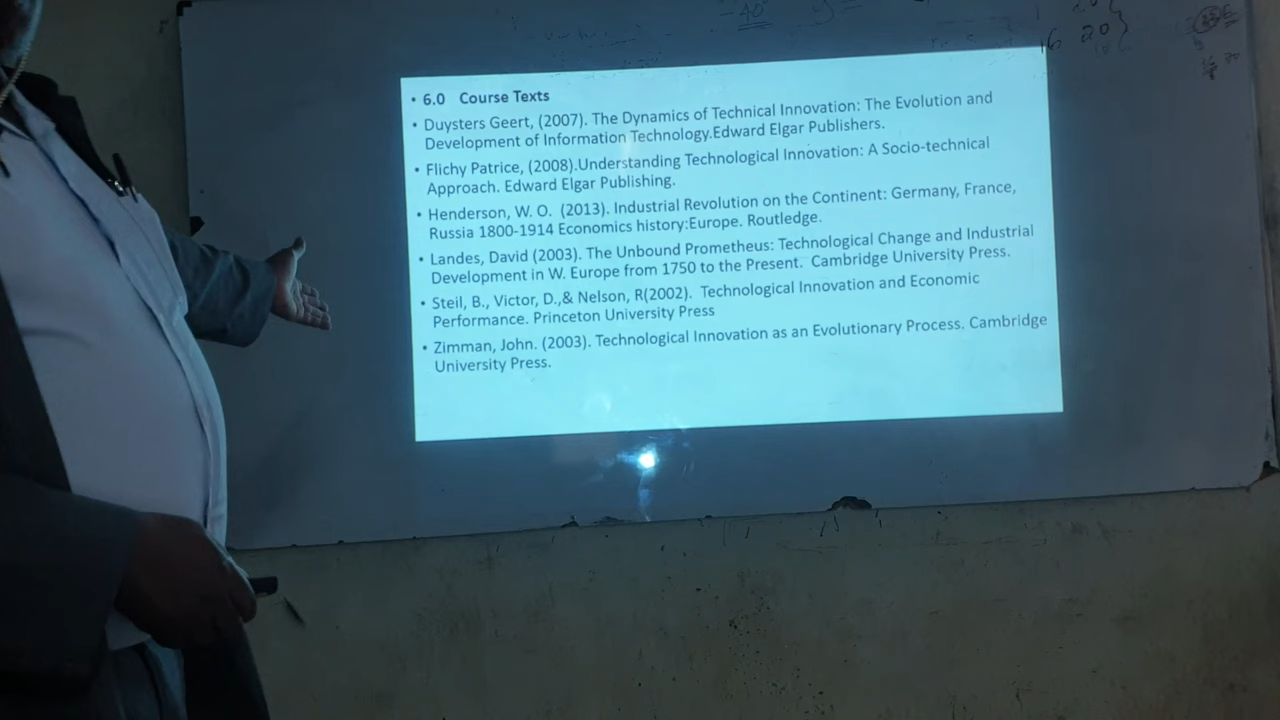 -40
16 20
• 6.0 Course Texts
• Duysters Geert, (2007). The Dynamics of Technical Innovation: The Evolution and
Development of Information Technology.Edward Elgar Publishers.
• Flichy Patrice, (2008).Understanding Technological Innovation: A Socio-technical
Approach. Edward Elgar Publishing.
• Henderson, W. O. (2013). Industrial Revolution on the Continent: Germany, France,
Russia 1800-1914 Economics history:Europe. Routledge.
• Landes, David (2003). The Unbound Prometheus: Technological Change and Industrial
Development in W. Europe from 1750 to the Present. Cambridge University Press.
• Steil, B., Victor, D.,& Nelson, R(2002). Technological Innovation and Economic
Performance. Princeton University Press
• Zimman, John. (2003). Technological Innovation as an Evolutionary Process. Cambridge
University Press.